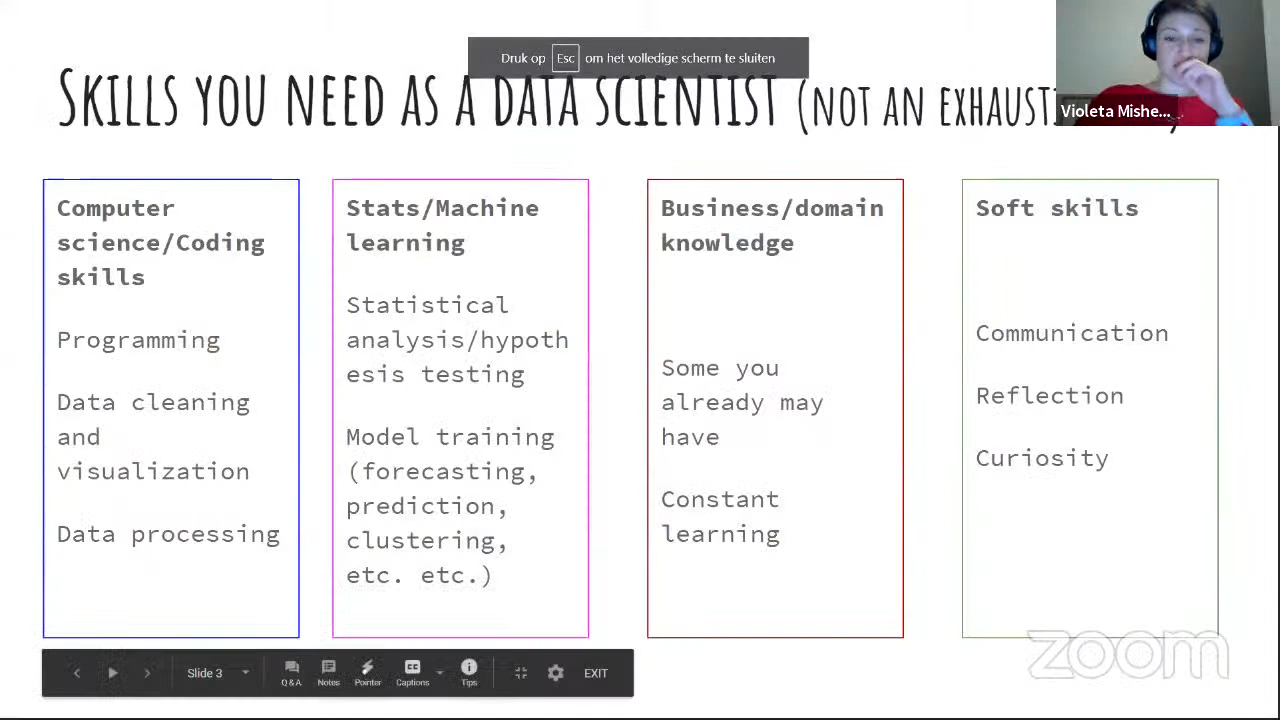 Druk op Esc om het volledige scherm te sluiten
SKILLS YOU NEED AS A DATA SCIENTIST (NOT AN
Violeta Mishe...
Computer
science/Coding
skills
Programming
Data cleaning
and
visualization
Data processing
Stats/Machine
learning
Statistical
analysis/hypoth
esis testing
Model training
(forecasting,
prediction,
clustering,
etc. etc.)
Business/domain
knowledge
Some you
already may
have
Constant
learning
Soft skills
Communication
Reflection
Curiosity
Slide 3
Q & A
Notes
Pointer
CC
Captions
Tips
EXIT
zoom